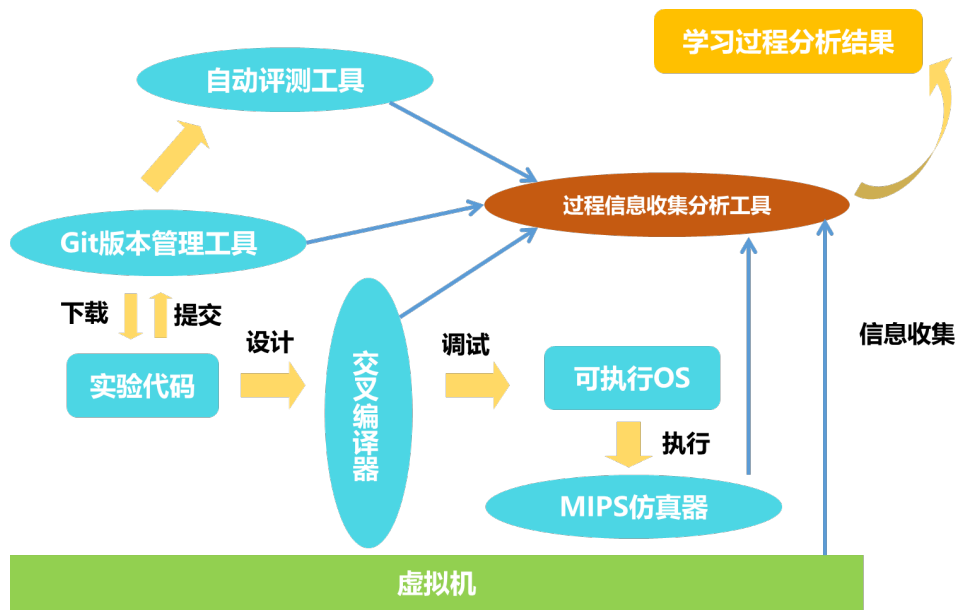 学习过程分析结果
自动评测工具
过程信息收集分析工具
Git版本管理工具
下载
提交
设计
调试
信息收集
实验代码
交叉编译器
可执行OS
执行
MIPS仿真器
虚拟机